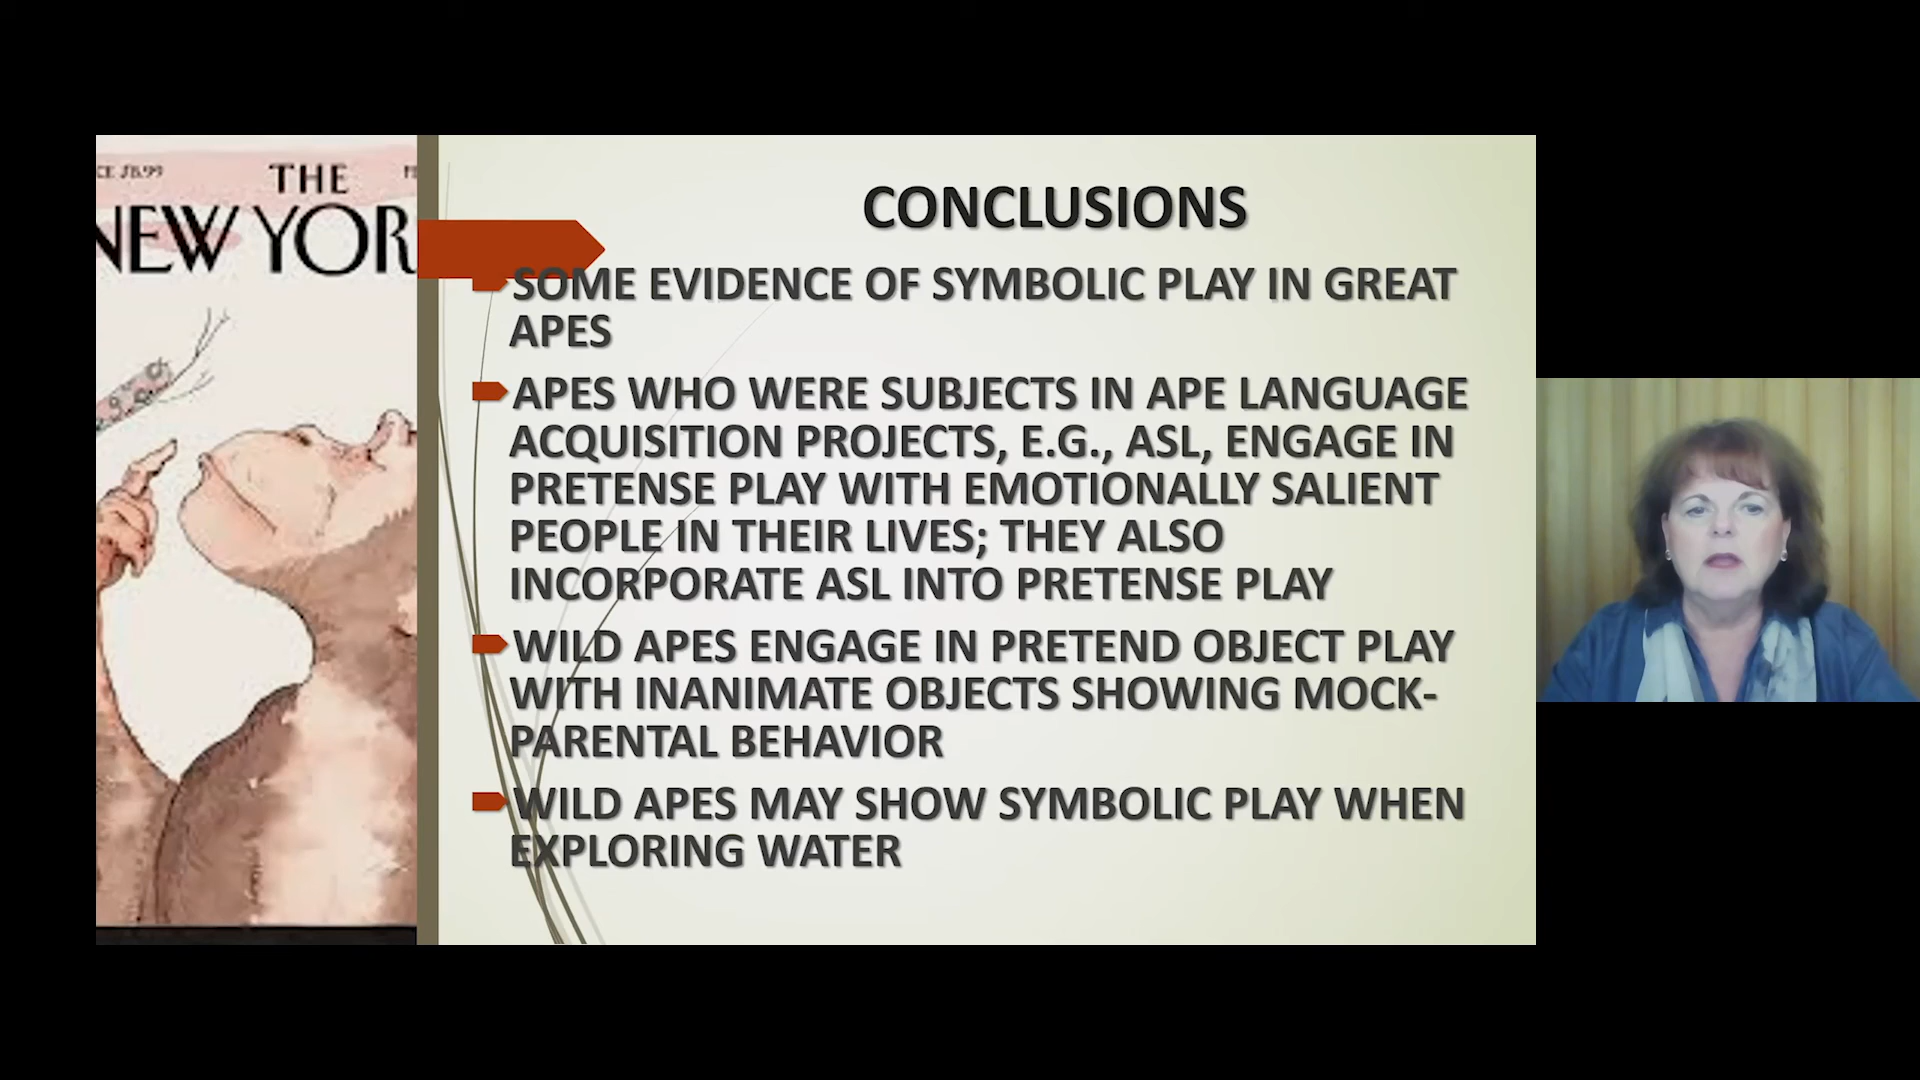 CE $8.99
THE
NEW YOR
CONCLUSIONS
SOME EVIDENCE OF SYMBOLIC PLAY IN GREAT
APES
APES WHO WERE SUBJECTS IN APE LANGUAGE
ACQUISITION PROJECTS, E.G., ASL, ENGAGE IN
PRETENSE PLAY WITH EMOTIONALLY SALIENT
PEOPLE IN THEIR LIVES; THEY ALSO
INCORPORATE ASL INTO PRETENSE PLAY
WILD APES ENGAGE IN PRETEND OBJECT PLAY
WITH INANIMATE OBJECTS SHOWING MOCK-
PARENTAL BEHAVIOR
WILD APES MAY SHOW SYMBOLIC PLAY WHEN
EXPLORING WATER